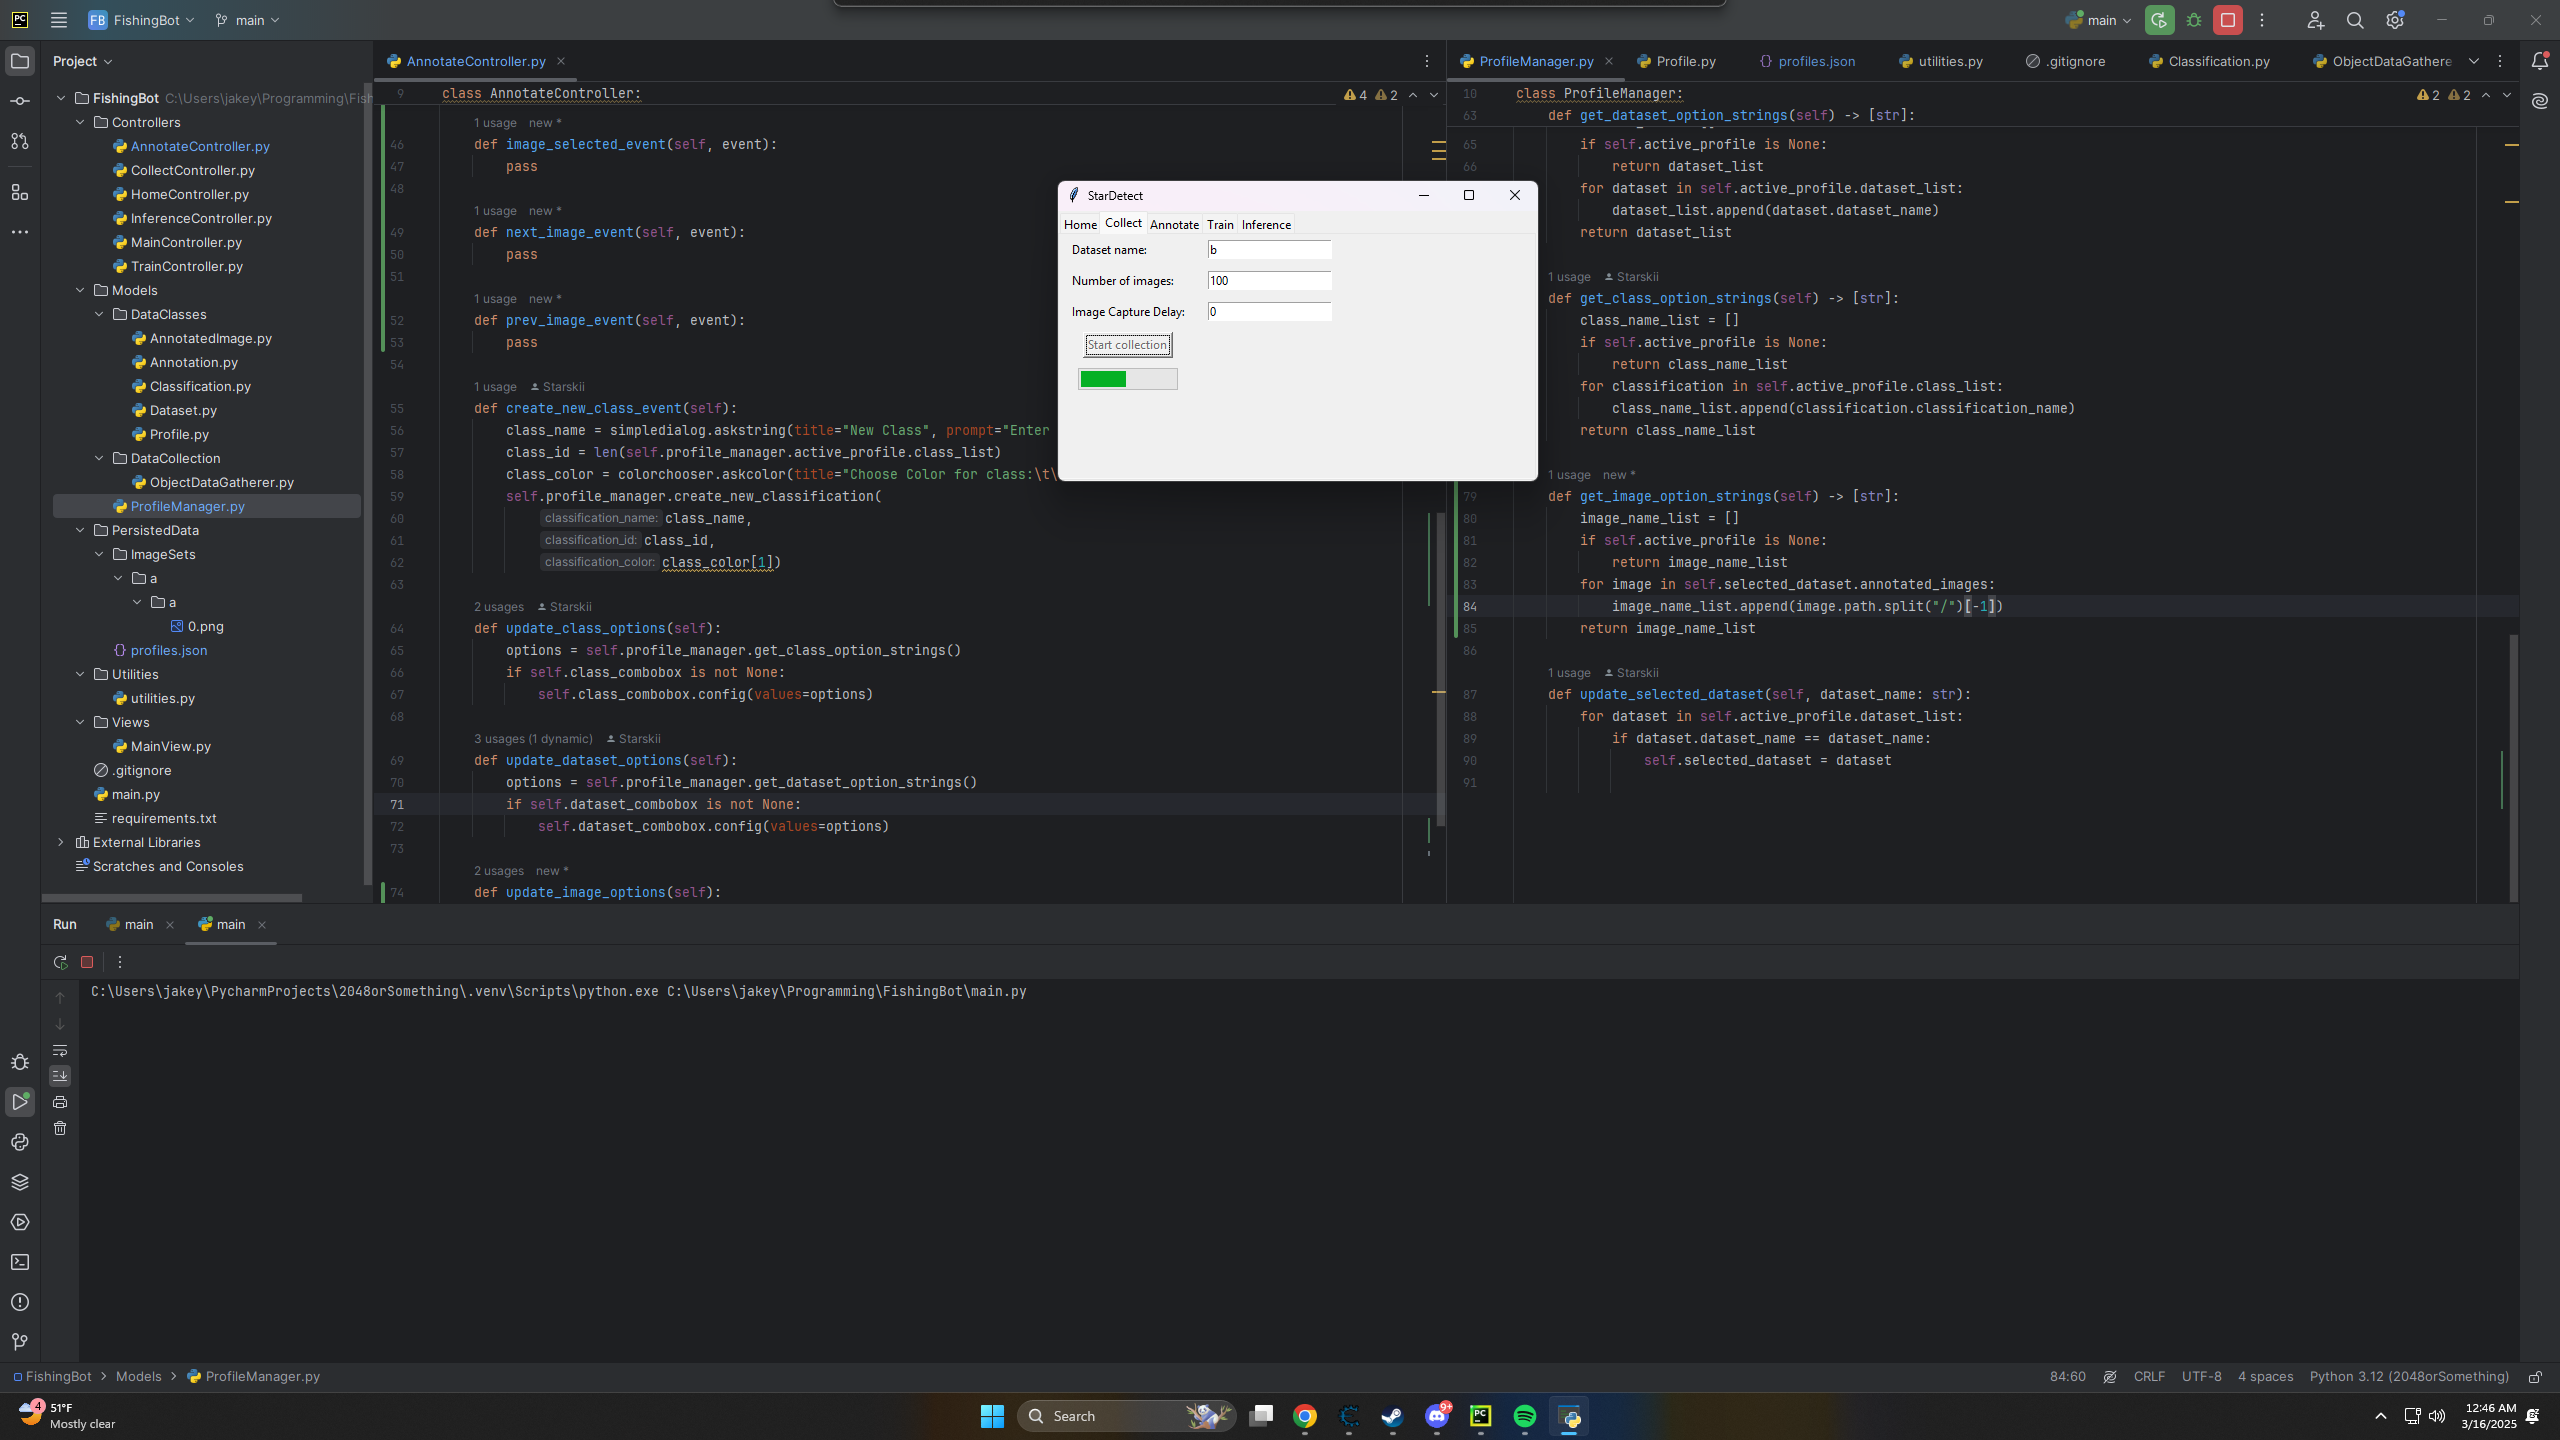 PC
FB FishingBot
main
main
Project
FishingBot C:\Users\jakey\Programming\Fish
Controllers
AnnotateController.py
CollectController.py
HomeController.py
InferenceController.py
MainController.py
TrainController.py
Models
DataClasses
AnnotatedImage.py
Annotation.py
Classification.py
Dataset.py
Profile.py
DataCollection
ObjectDataGatherer.py
ProfileManager.py
PersistedData
ImageSets
a
a
0.png
{} profiles.json
Utilities
utilities.py
Views
MainView.py
.gitignore
main.py
requirements.txt
External Libraries
Scratches and Consoles
AnnotateController.py
9 class AnnotateController:
4 2
1 usage new *
46 def image_selected_event(self, event):
47 pass
48
1 usage new *
49 def next_image_event(self, event):
50 pass
51
1 usage new *
52 def prev_image_event(self, event):
53 pass
54
1 usage Starskii
55 def create_new_class_event(self):
56 class_name = simpledialog.askstring(title="New Class", prompt="Enter
57 class_id = len(self.profile_manager.active_profile.class_list)
58 class_color = colorchooser.askcolor(title="Choose Color for class:\t\
59 self.profile_manager.create_new_classification(
60 classification_name: class_name,
61 classification_id: class_id,
62 classification_color: class_color[1])
63
2 usages Starskii
64 def update_class_options(self):
65 options = self.profile_manager.get_class_option_strings()
66 if self.class_combobox is not None:
67 self.class_combobox.config(values=options)
68
3 usages (1 dynamic) Starskii
69 def update_dataset_options(self):
70 options = self.profile_manager.get_dataset_option_strings()
71 if self.dataset_combobox is not None:
72 self.dataset_combobox.config(values=options)
73
2 usages new *
74 def update_image_options(self):
StarDetect
Home Collect Annotate Train Inference
Dataset name: b
Number of images: 100
Image Capture Delay: 0
Start collection
ProfileManager.py Profile.py {} profiles.json utilities.py .gitignore Classification.py ObjectDataGathere
10 class ProfileManager:
2 2
63 def get_dataset_option_strings(self) -> [str]:
65 if self.active_profile is None:
66 return dataset_list
for dataset in self.active_profile.dataset_list:
dataset_list.append(dataset.dataset_name)
return dataset_list
1 usage Starskii
def get_class_option_strings(self) -> [str]:
class_name_list = []
if self.active_profile is None:
return class_name_list
for classification in self.active_profile.class_list:
class_name_list.append(classification.classification_name)
return class_name_list
1 usage new *
79 def get_image_option_strings(self) -> [str]:
80 image_name_list = []
81 if self.active_profile is None:
82 return image_name_list
83 for image in self.selected_dataset.annotated_images:
84 image_name_list.append(image.path.split("/")[-1])
85 return image_name_list
86
1 usage Starskii
87 def update_selected_dataset(self, dataset_name: str):
88 for dataset in self.active_profile.dataset_list:
89 if dataset.dataset_name == dataset_name:
90 self.selected_dataset = dataset
91
Run main main
C:\Users\jakey\PycharmProjects\2048orSomething\.venv\Scripts\python.exe C:\Users\jakey\Programming\FishingBot\main.py
FishingBot > Models > ProfileManager.py
84:60 CRLF UTF-8 4 spaces Python 3.12 (2048orSomething)
4
51°F
Mostly clear
Search
9+
PC
12:46 AM
3/16/2025